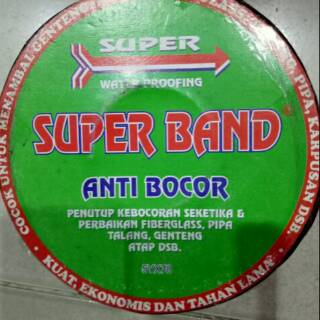 SUPER
WATER PROOFING
SUPER BAND
ANTI BOCOR
PENUTUP KEBOCORAN SEKETIKA &
PERBAIKAN FIBERGLASS, PIPA
TALANG, GENTENG
ATAP DSB.
COCOK UNTUK MENAMBAL GENTENG
PIPA, KARPUSAN DSB.
• KUAT, EKONOMIS DAN TAHAN LAMA